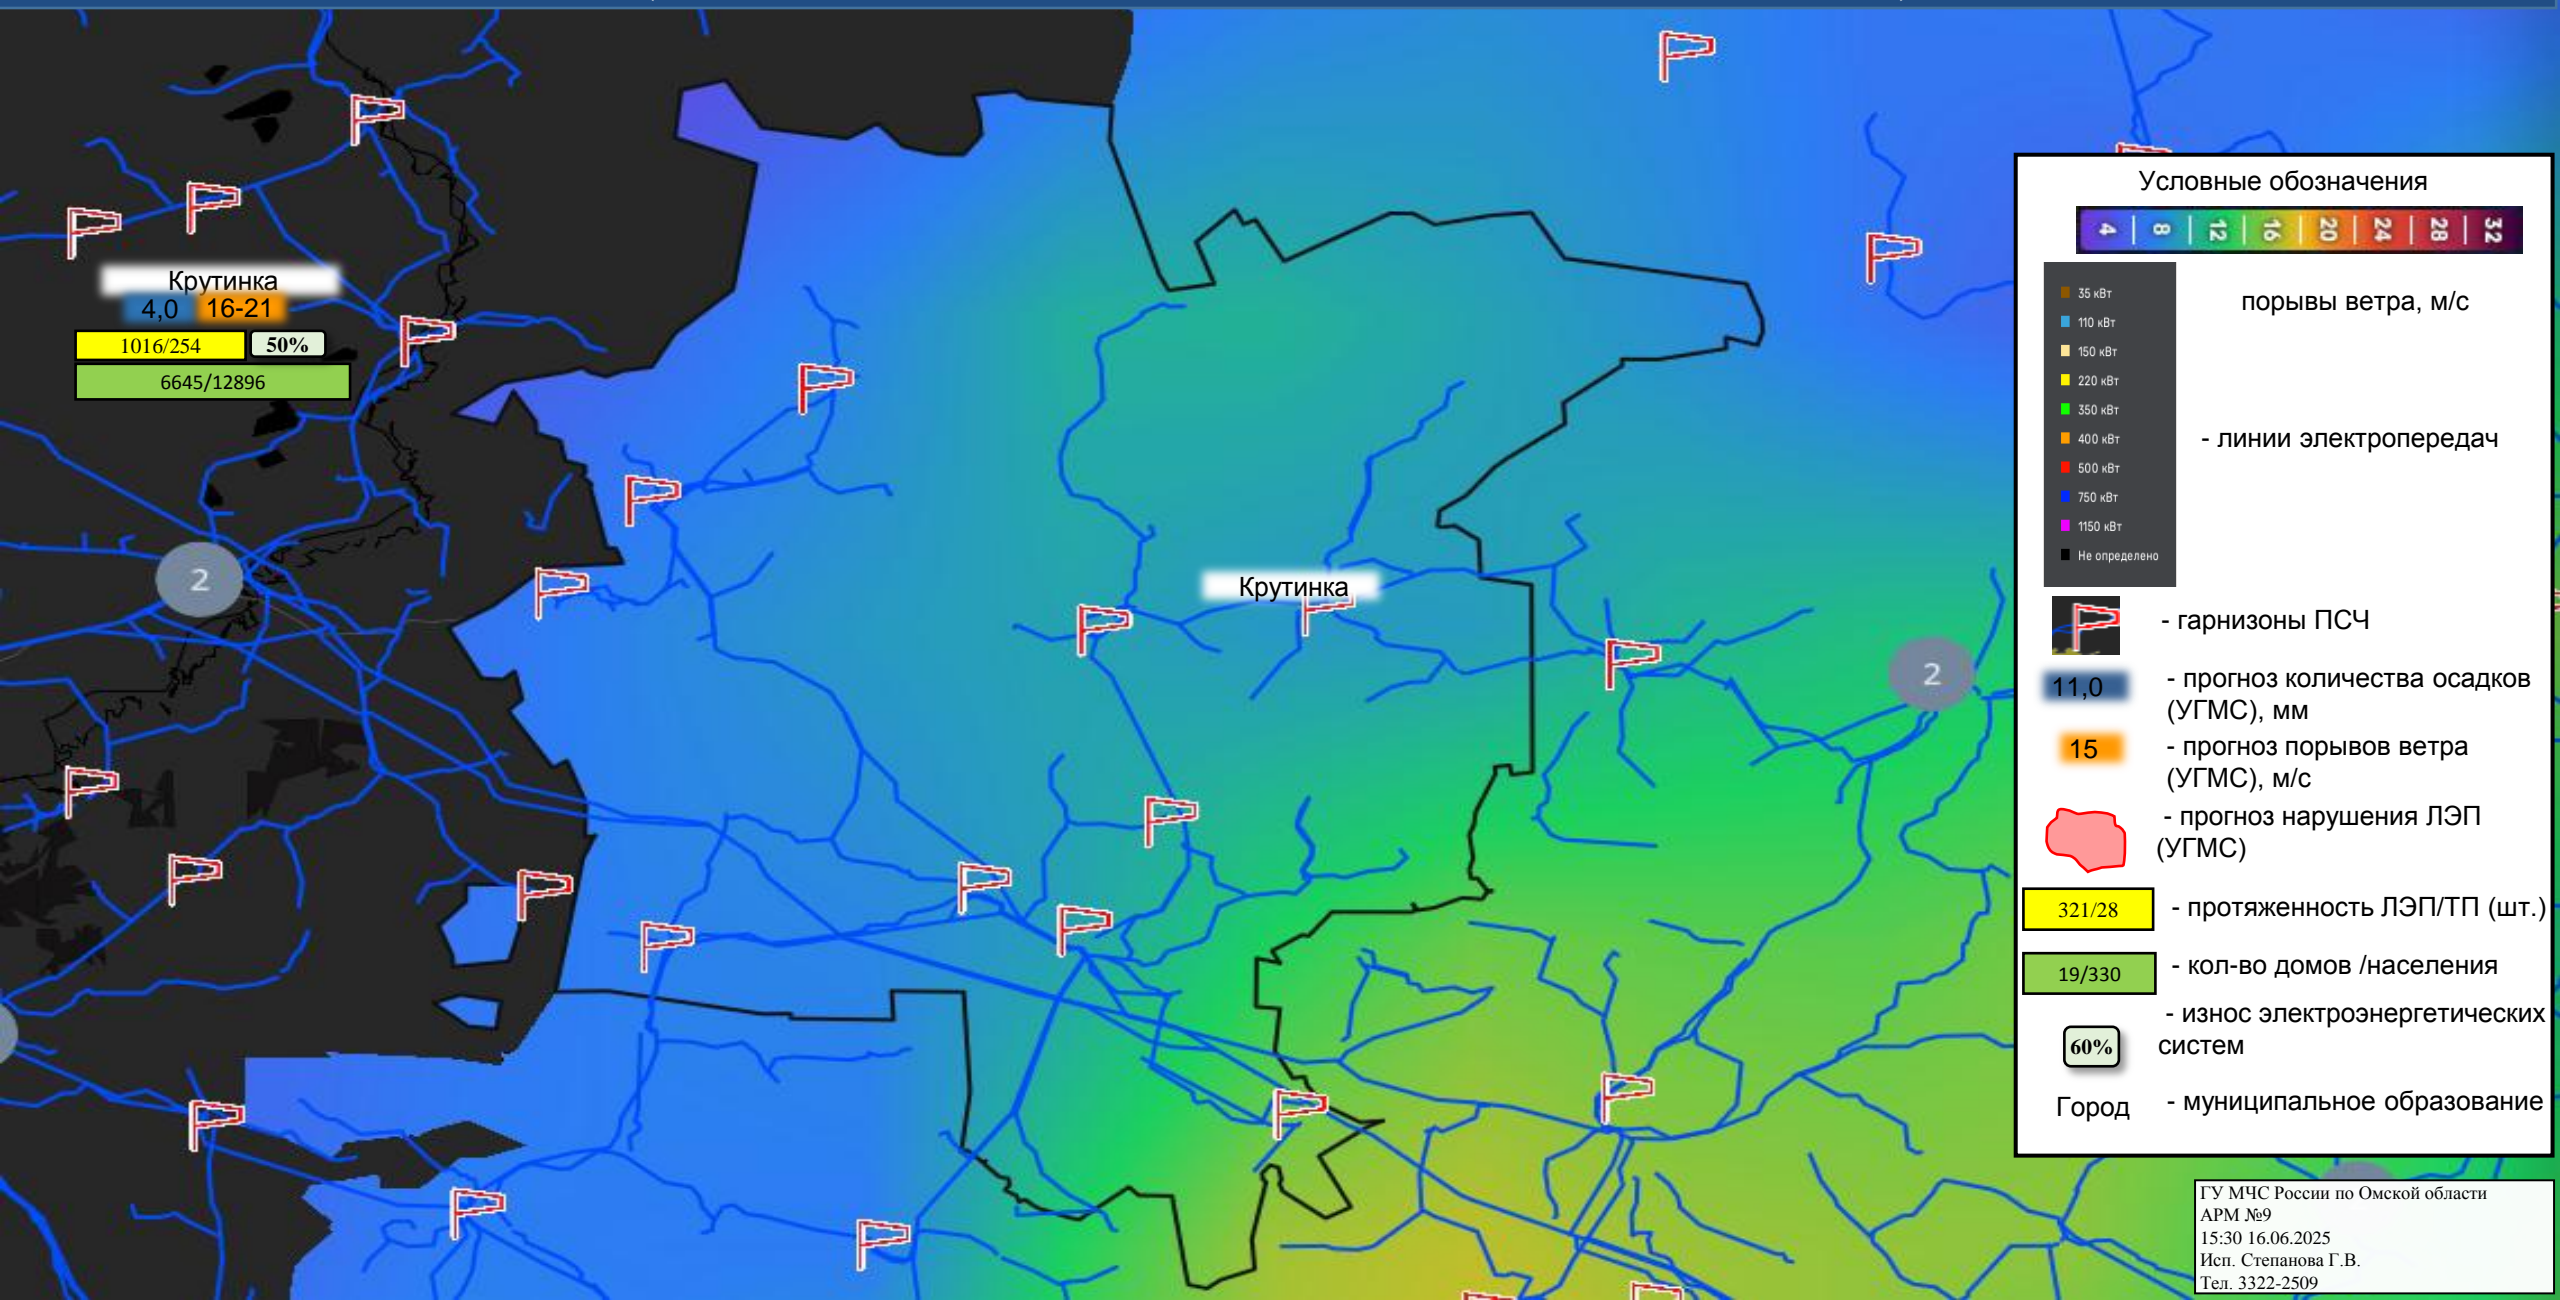 Крутинка
4,0 16-21
1016/254 50%
6645/12896
2
Крутинка
2
Условные обозначения
4 8 12 16 20 24 28 32
порывы ветра, м/с
35 кВт
110 кВт
150 кВт
220 кВт
350 кВт
400 кВт
500 кВт
750 кВт
1150 кВт
Не определено
- линии электропередач
- гарнизоны ПСЧ
11,0 - прогноз количества осадков
(УГМС), мм
15 - прогноз порывов ветра
(УГМС), м/с
- прогноз нарушения ЛЭП
(УГМС)
321/28 - протяженность ЛЭП/ТП (шт.)
19/330 - кол-во домов /населения
- износ электроэнергетических
60% систем
Город - муниципальное образование
ГУ МЧС России по Омской области
АРМ №9
15:30 16.06.2025
Исп. Степанова Г.В.
Тел. 3322-2509